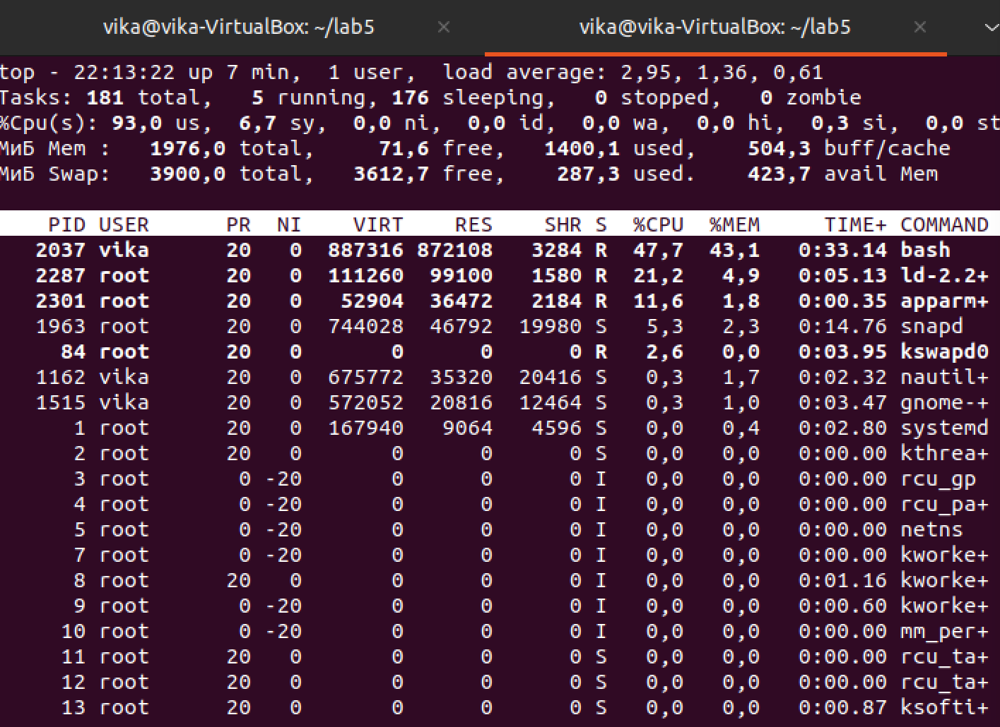 vika@vika-VirtualBox: ~/lab5 × vika@vika-VirtualBox: ~/lab5 ×
top - 22:13:22 up 7 min,  1 user,  load average: 2,95, 1,36, 0,61
Tasks: 181 total,   5 running, 176 sleeping,   0 stopped,   0 zombie
%Cpu(s): 93,0 us,  6,7 sy,  0,0 ni,  0,0 id,  0,0 wa,  0,0 hi,  0,3 si,  0,0 st
МиБ Mem :   1976,0 total,     71,6 free,   1400,1 used,    504,3 buff/cache
МиБ Swap:   3900,0 total,   3612,7 free,    287,3 used.    423,7 avail Mem
PID USER PR NI VIRT RES SHR S %CPU %MEM TIME+ COMMAND
2037 vika 20 0 887316 872108 3284 R 47,7 43,1 0:33.14 bash
2287 root 20 0 111260 99100 1580 R 21,2 4,9 0:05.13 ld-2.2+
2301 root 20 0 52904 36472 2184 R 11,6 1,8 0:00.35 apparm+
1963 root 20 0 744028 46792 19980 S 5,3 2,3 0:14.76 snapd
84 root 20 0 0 0 0 R 2,6 0,0 0:03.95 kswapd0
1162 vika 20 0 675772 35320 20416 S 0,3 1,7 0:02.32 nautil+
1515 vika 20 0 572052 20816 12464 S 0,3 1,0 0:03.47 gnome-+
1 root 20 0 167940 9064 4596 S 0,0 0,4 0:02.80 systemd
2 root 20 0 0 0 0 S 0,0 0,0 0:00.00 kthrea+
3 root 0 -20 0 0 0 I 0,0 0,0 0:00.00 rcu_gp
4 root 0 -20 0 0 0 I 0,0 0,0 0:00.00 rcu_pa+
5 root 0 -20 0 0 0 I 0,0 0,0 0:00.00 netns
7 root 0 -20 0 0 0 I 0,0 0,0 0:00.00 kworke+
8 root 20 0 0 0 0 I 0,0 0,0 0:01.16 kworke+
9 root 0 -20 0 0 0 I 0,0 0,0 0:00.60 kworke+
10 root 0 -20 0 0 0 I 0,0 0,0 0:00.00 mm_per+
11 root 20 0 0 0 0 S 0,0 0,0 0:00.00 rcu_ta+
12 root 20 0 0 0 0 S 0,0 0,0 0:00.00 rcu_ta+
13 root 20 0 0 0 0 S 0,0 0,0 0:00.87 ksofti+